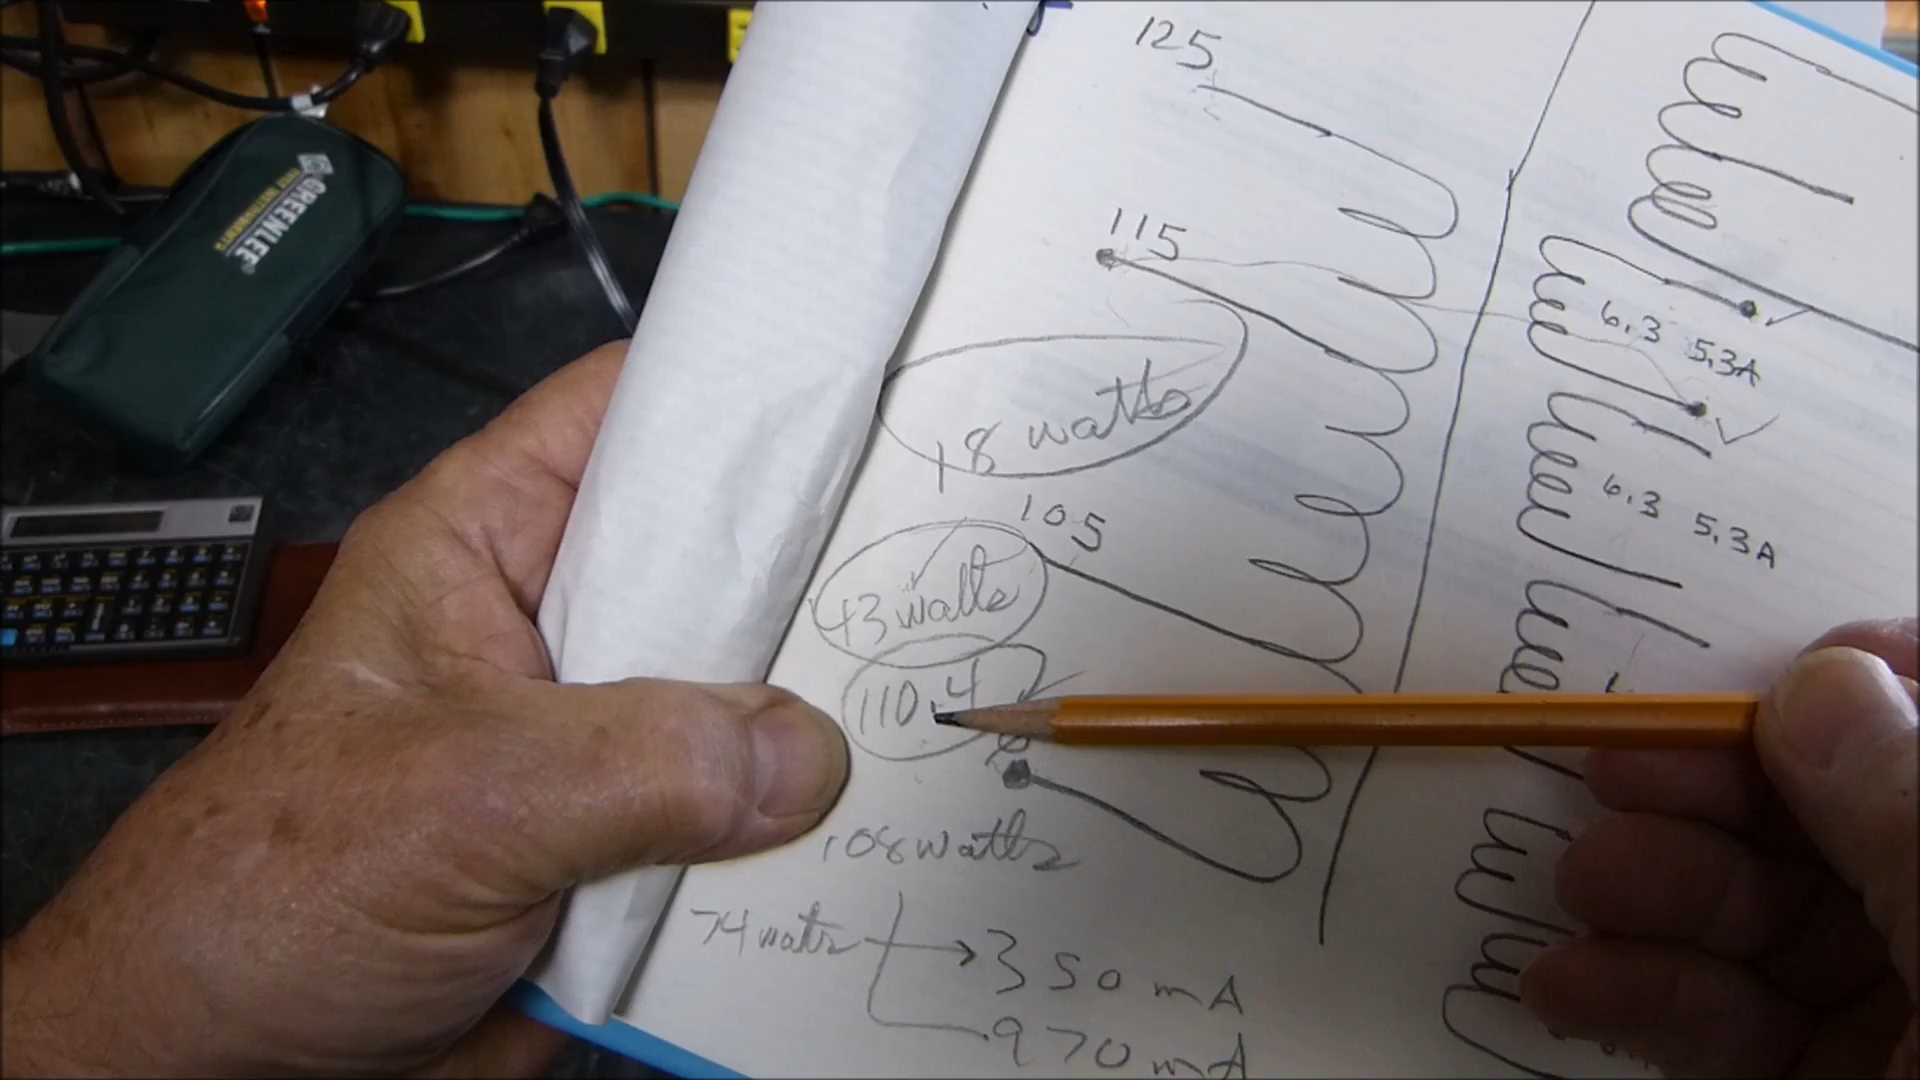 125
115
18 watts
105
43 watts
110.4
0
108 watts
74 watts
350 mA
970 mA
6.3 5.3A
6.3 5.3A
GREENLEE